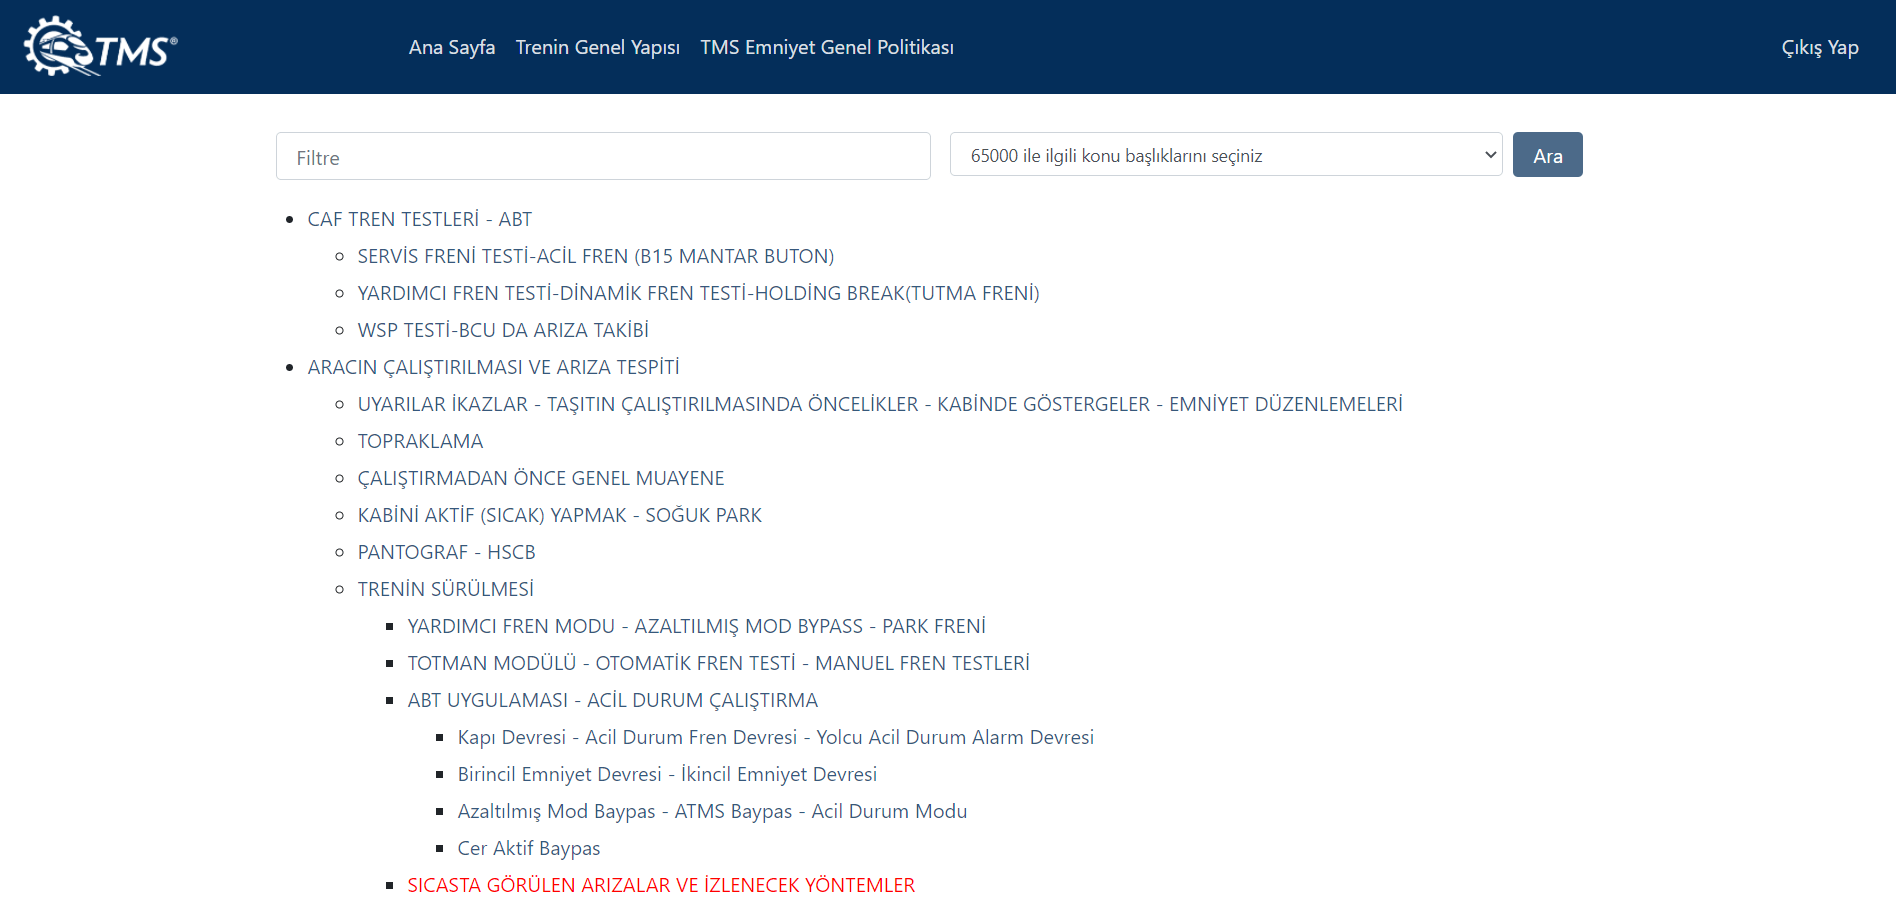 TMS®
Ana Sayfa Trenin Genel Yapısı TMS Emniyet Genel Politikası Çıkış Yap
Filtre 65000 ile ilgili konu başlıklarını seçiniz Ara
CAF TREN TESTLERİ - ABT
SERVİS FRENİ TESTİ-ACİL FREN (B15 MANTAR BUTON)
YARDIMCI FREN TESTİ-DİNAMİK FREN TESTİ-HOLDİNG BREAK(TUTMA FRENİ)
WSP TESTİ-BCU DA ARIZA TAKİBİ
ARACIN ÇALIŞTIRILMASI VE ARIZA TESPİTİ
UYARILAR İKAZLAR - TAŞITIN ÇALIŞTIRILMASINDA ÖNCELİKLER - KABİNDE GÖSTERGELER - EMNİYET DÜZENLEMELERİ
TOPRAKLAMA
ÇALIŞTIRMADAN ÖNCE GENEL MUAYENE
KABİNİ AKTİF (SICAK) YAPMAK - SOĞUK PARK
PANTOGRAF - HSCB
TRENİN SÜRÜLMESİ
YARDIMCI FREN MODU - AZALTILMIŞ MOD BYPASS - PARK FRENİ
TOTMAN MODÜLÜ - OTOMATİK FREN TESTİ - MANUEL FREN TESTLERİ
ABT UYGULAMASI - ACİL DURUM ÇALIŞTIRMA
Kapı Devresi - Acil Durum Fren Devresi - Yolcu Acil Durum Alarm Devresi
Birincil Emniyet Devresi - İkincil Emniyet Devresi
Azaltılmış Mod Baypas - ATMS Baypas - Acil Durum Modu
Cer Aktif Baypas
SICASTA GÖRÜLEN ARIZALAR VE İZLENECEK YÖNTEMLER